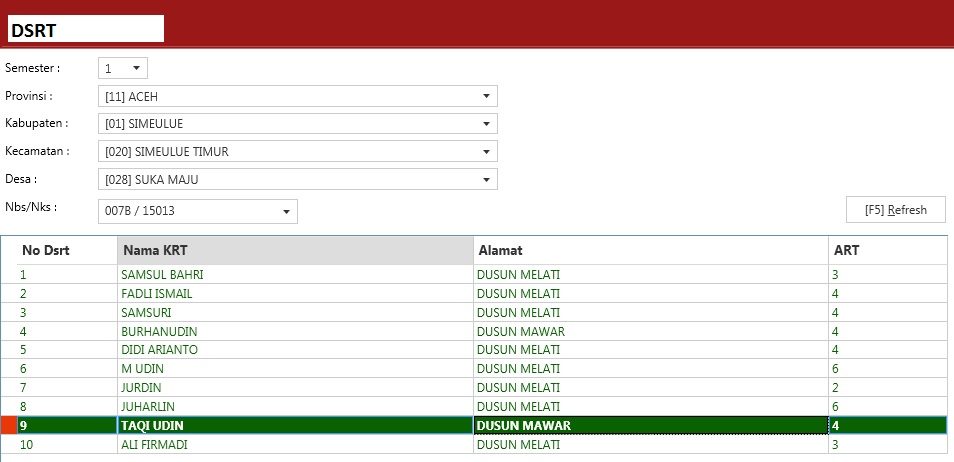 DSRT
Semester : 1
Provinsi : [11] ACEH
Kabupaten : [01] SIMEULUE
Kecamatan : [020] SIMEULUE TIMUR
Desa : [028] SUKA MAJU
Nbs/Nks : 007B / 15013 [F5] Refresh
No Dsrt Nama KRT Alamat ART
1 SAMSUL BAHRI DUSUN MELATI 3
2 FADLI ISMAIL DUSUN MELATI 4
3 SAMSURI DUSUN MELATI 4
4 BURHANUDIN DUSUN MAWAR 4
5 DIDI ARIANTO DUSUN MELATI 4
6 M UDIN DUSUN MELATI 6
7 JURDIN DUSUN MELATI 2
8 JUHARLIN DUSUN MELATI 6
9 TAQI UDIN DUSUN MAWAR 4
10 ALI FIRMADI DUSUN MELATI 3